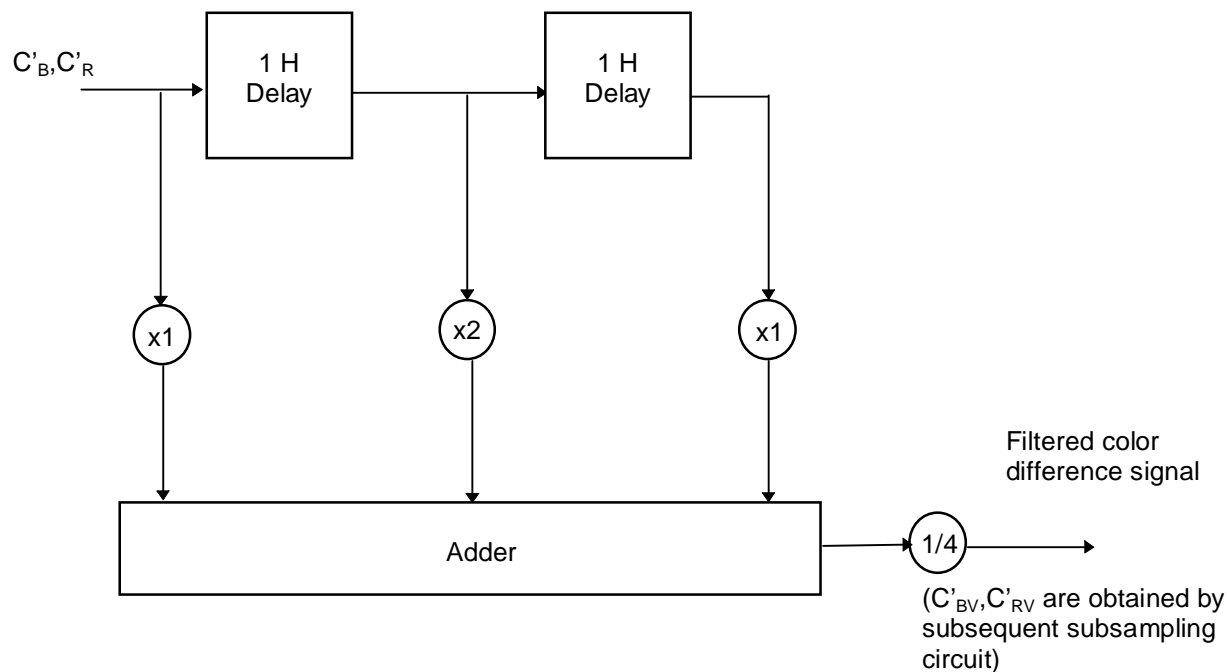 C’B,C’R
1 H
Delay
1 H
Delay
x1
x2
x1
Filtered color
difference signal
Adder
1/4
(C’BV,C’RV are obtained by
subsequent subsampling
circuit)